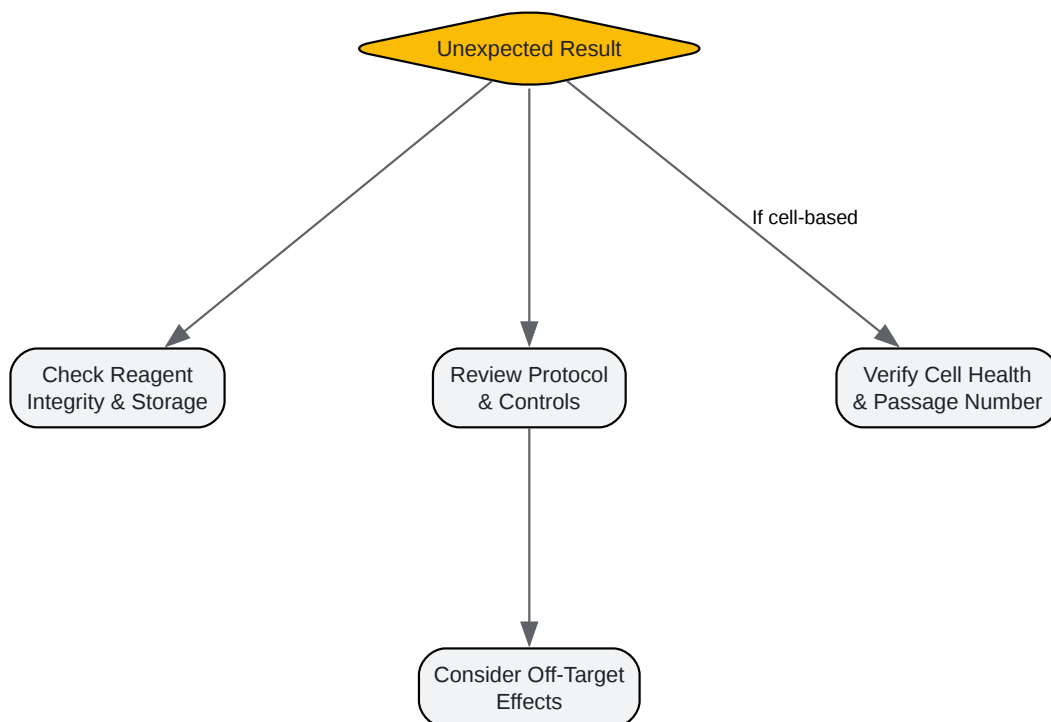 Unexpected Result
If cell-based
Check Reagent
Integrity & Storage
Review Protocol
& Controls
Verify Cell Health
& Passage Number
Consider Off-Target
Effects